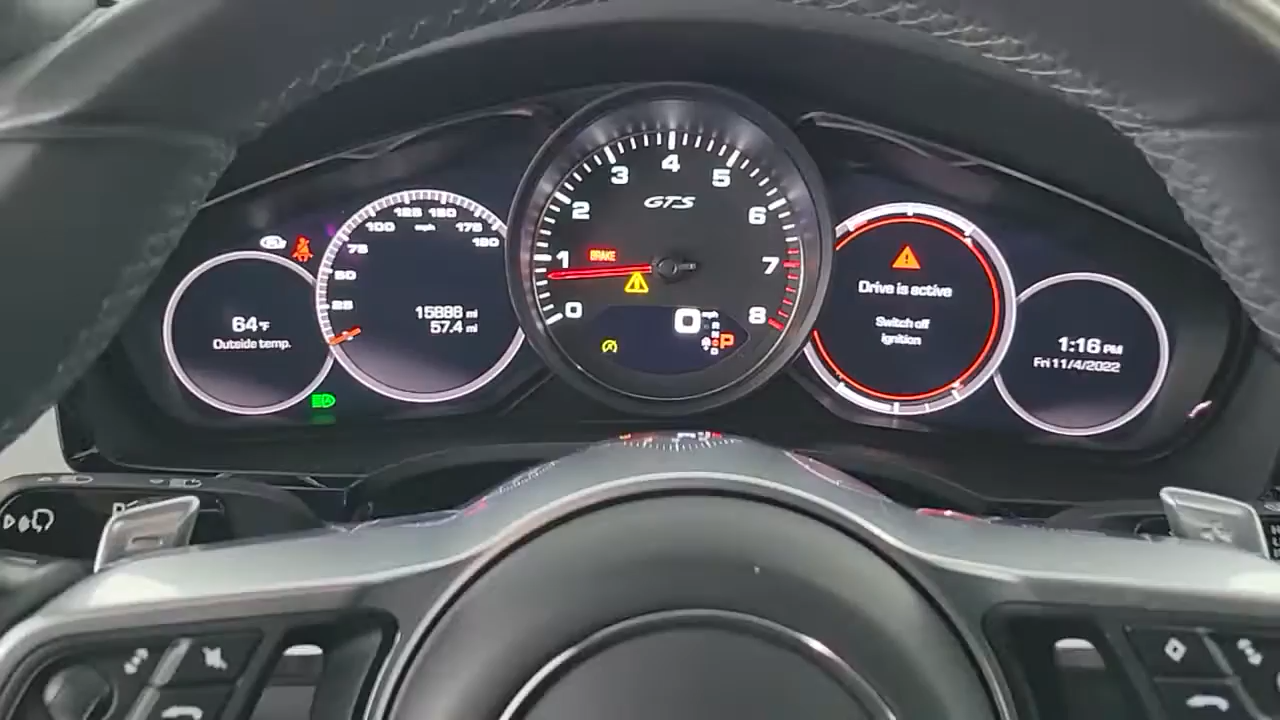 64°F
Outside temp.
25
50
75
100
125
150
175
190
mph
15886 mi
57.4 mi
0
1
2
3
4
5
6
7
8
GTS
BRAKE
0 mph
P
Drive is active
Switch off
ignition
1:16 PM
Fri 11/4/2022